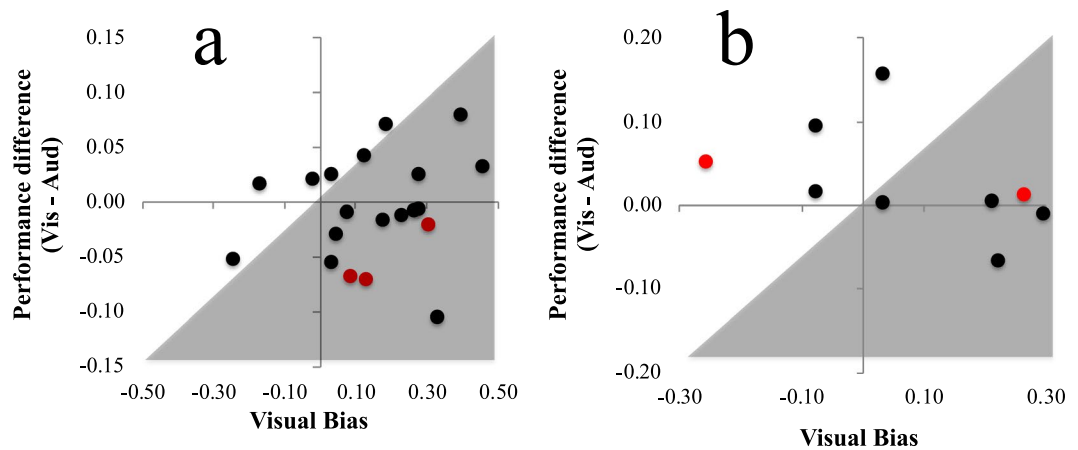 a
Performance difference
(Vis - Aud)
0.15
0.10
0.05
0.00
-0.05
-0.10
-0.15
-0.50
-0.30
-0.10
0.10
0.30
0.50
Visual Bias
b
Performance difference
(Vis - Aud)
0.20
0.10
0.00
-0.10
-0.20
-0.30
-0.10
0.10
0.30
Visual Bias